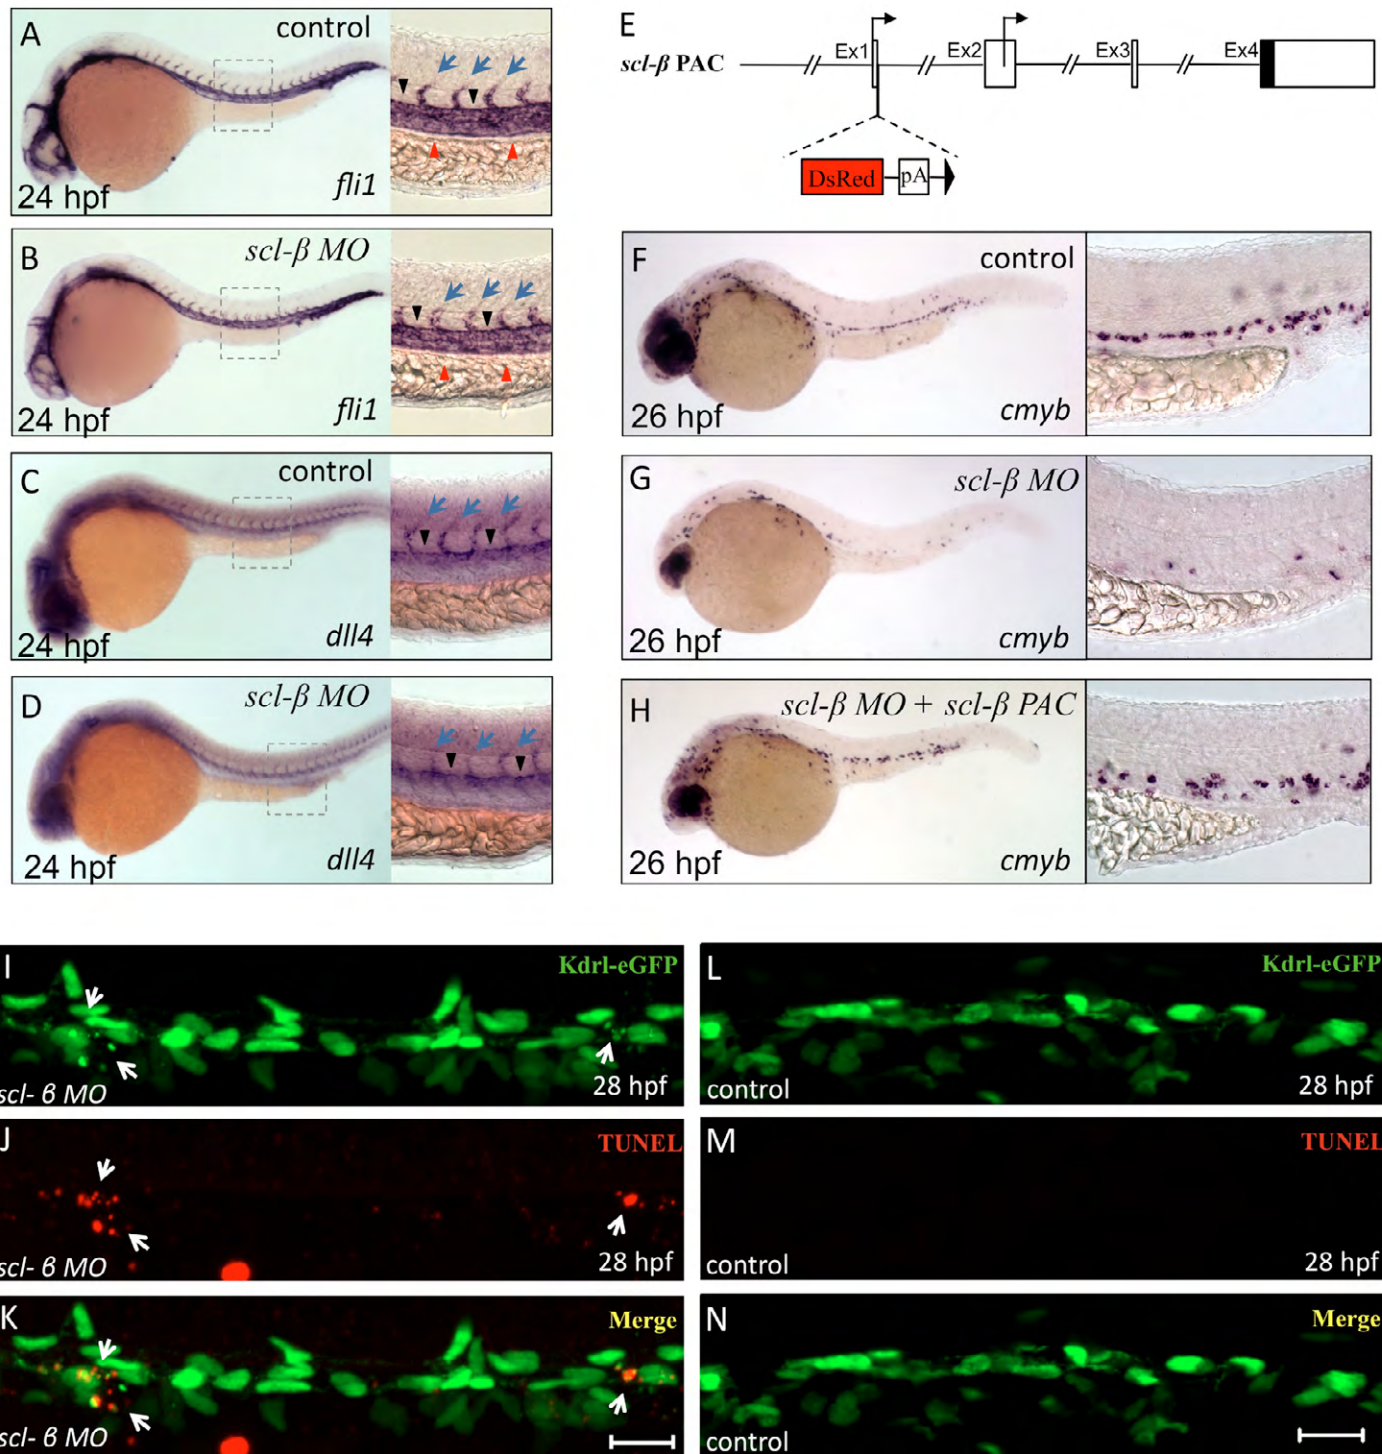 A
control
24 hpf
fli1
B
scl-β MO
24 hpf
fli1
C
control
24 hpf
dll4
D
scl-β MO
24 hpf
dll4
E
scl-β PAC
Ex1
Ex2
Ex3
Ex4
DsRed
pA
F
control
26 hpf
cmyb
G
scl-β MO
26 hpf
cmyb
H
scl-β MO + scl-β PAC
26 hpf
cmyb
I
Kdrl-eGFP
scl- β MO
28 hpf
J
TUNEL
scl- β MO
28 hpf
K
Merge
scl- β MO
L
Kdrl-eGFP
control
28 hpf
M
TUNEL
control
28 hpf
N
Merge
control